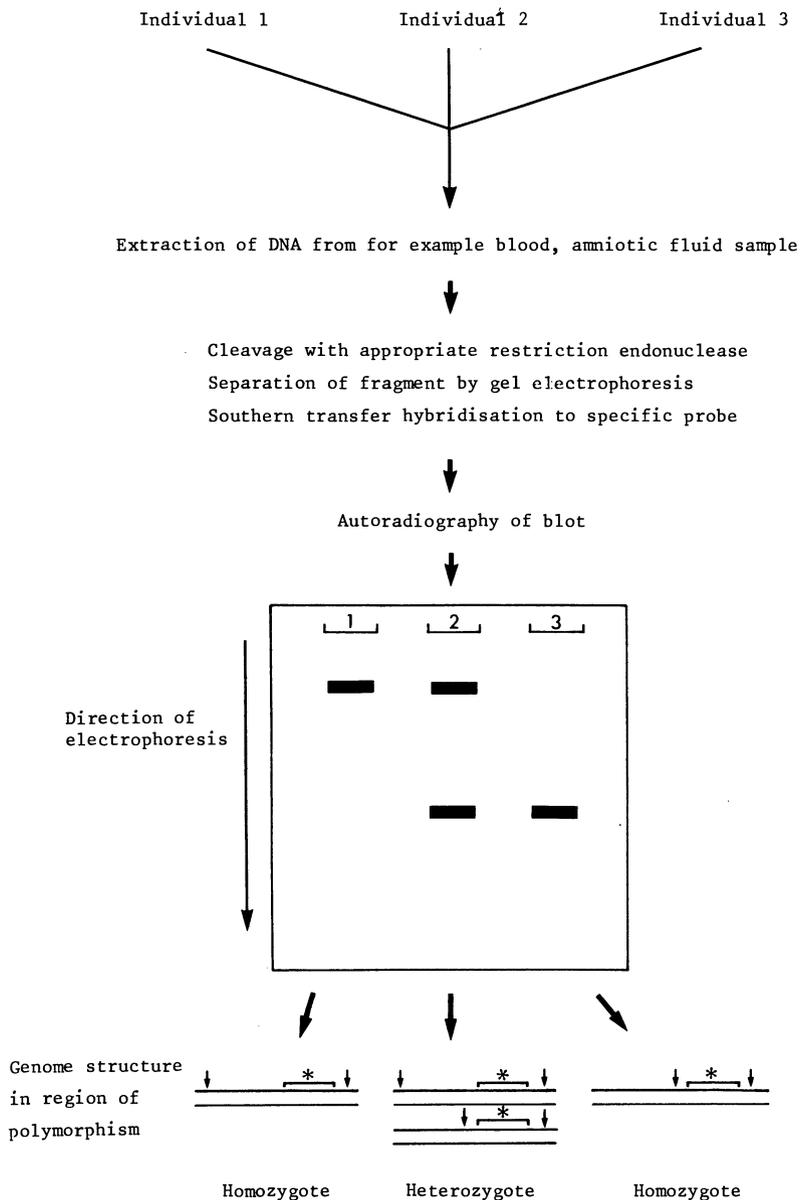 Individual 1 Individual 2 Individual 3
Extraction of DNA from for example blood, amniotic fluid sample
Cleavage with appropriate restriction endonuclease
Separation of fragment by gel electrophoresis
Southern transfer hybridisation to specific probe
Autoradiography of blot
1 2 3
Direction of
electrophoresis
Genome structure
in region of
polymorphism
* * *
*
Homozygote Heterozygote Homozygote